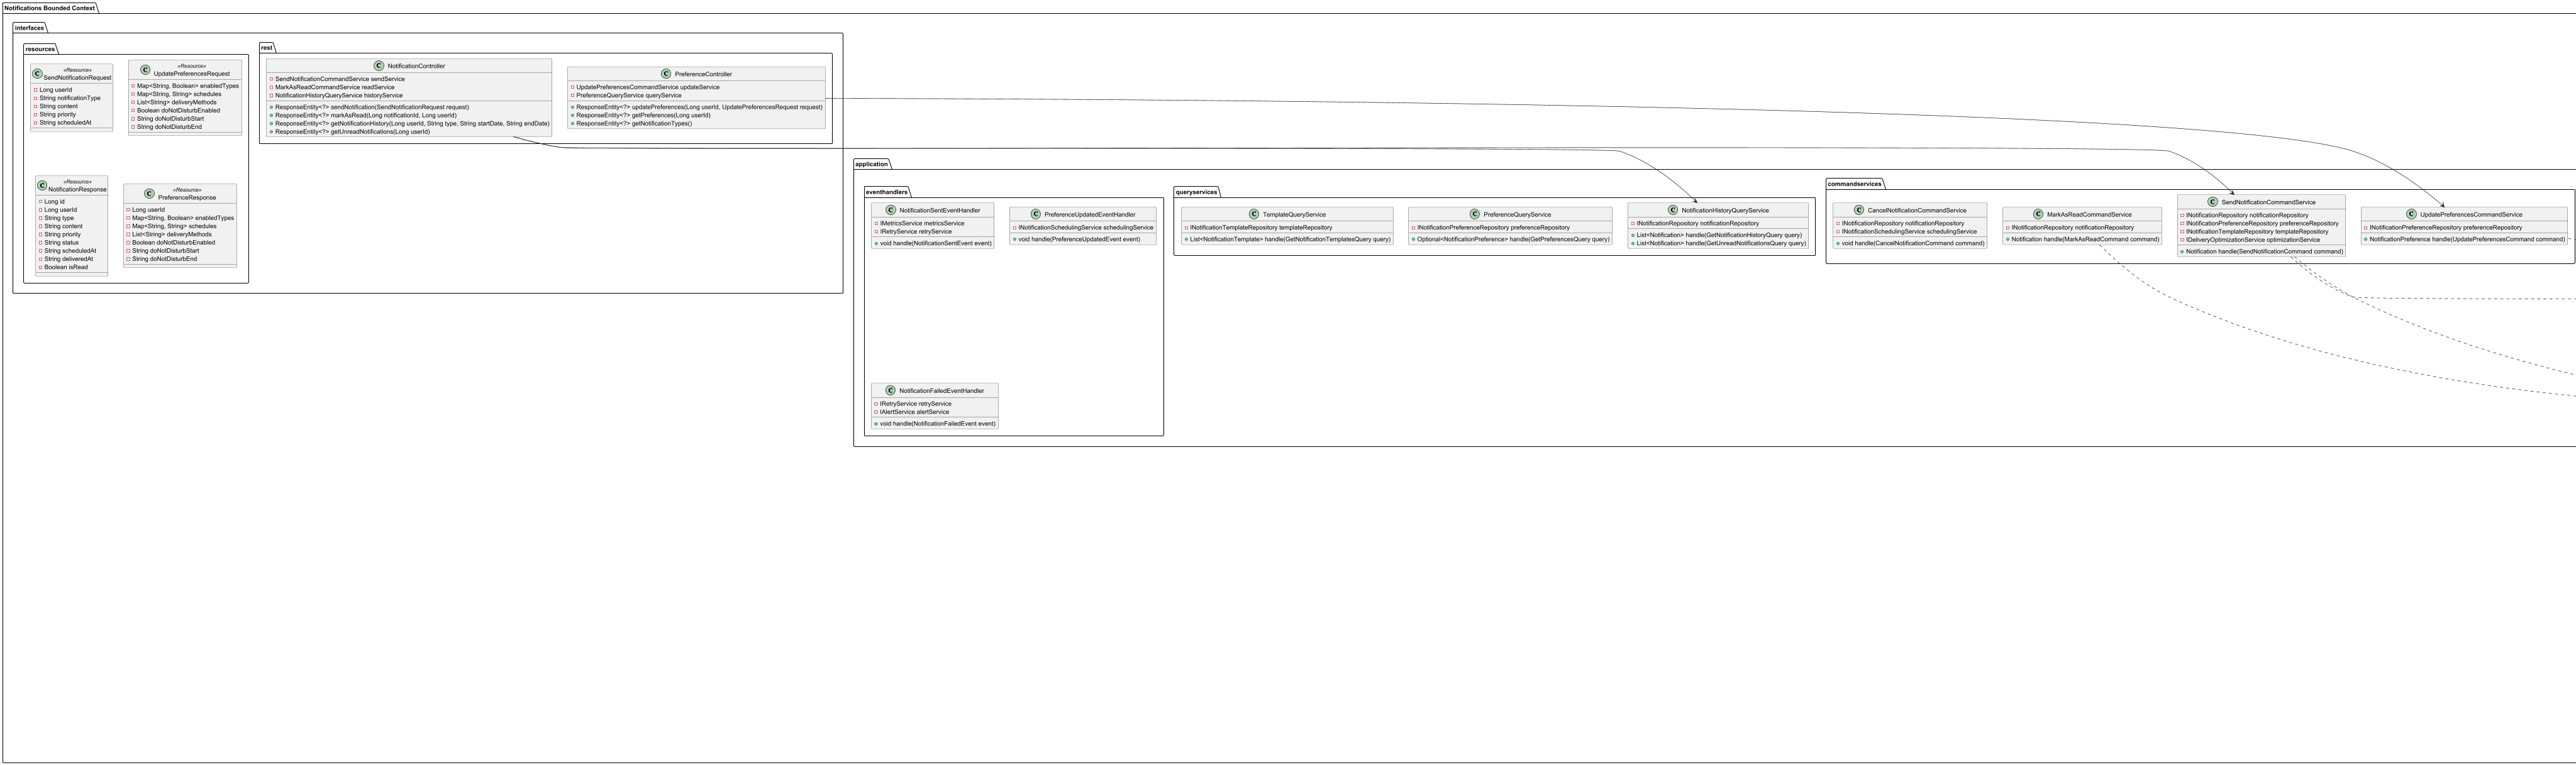 Notifications Bounded Context
interfaces
resources
C
«Resource»
SendNotificationRequest
Long userId
String notificationType
String content
String priority
String scheduledAt
C
«Resource»
UpdatePreferencesRequest
Map<String, Boolean> enabledTypes
Map<String, String> schedules
List<String> deliveryMethods
Boolean doNotDisturbEnabled
String doNotDisturbStart
String doNotDisturbEnd
C
«Resource»
NotificationResponse
Long id
Long userId
String type
String content
String priority
String status
String scheduledAt
String deliveredAt
Boolean isRead
C
«Resource»
PreferenceResponse
Long userId
Map<String, Boolean> enabledTypes
Map<String, String> schedules
List<String> deliveryMethods
Boolean doNotDisturbEnabled
String doNotDisturbStart
String doNotDisturbEnd
rest
C NotificationController
SendNotificationCommandService sendService
MarkAsReadCommandService readService
NotificationHistoryQueryService historyService
ResponseEntity<?> sendNotification(SendNotificationRequest request)
ResponseEntity<?> markAsRead(Long notificationId, Long userId)
ResponseEntity<?> getNotificationHistory(Long userId, String type, String startDate, String endDate)
ResponseEntity<?> getUnreadNotifications(Long userId)
C PreferenceController
UpdatePreferencesCommandService updateService
PreferenceQueryService queryService
ResponseEntity<?> updatePreferences(Long userId, UpdatePreferencesRequest request)
ResponseEntity<?> getPreferences(Long userId)
ResponseEntity<?> getNotificationTypes()
application
eventhandlers
C NotificationSentEventHandler
IMetricsService metricsService
IRetryService retryService
void handle(NotificationSentEvent event)
C PreferenceUpdatedEventHandler
INotificationSchedulingService schedulingService
void handle(PreferenceUpdatedEvent event)
C NotificationFailedEventHandler
IRetryService retryService
IAlertService alertService
void handle(NotificationFailedEvent event)
queryservices
C TemplateQueryService
INotificationTemplateRepository templateRepository
List<NotificationTemplate> handle(GetNotificationTemplatesQuery query)
C PreferenceQueryService
INotificationPreferenceRepository preferenceRepository
Optional<NotificationPreference> handle(GetPreferencesQuery query)
C NotificationHistoryQueryService
INotificationRepository notificationRepository
List<Notification> handle(GetNotificationHistoryQuery query)
List<Notification> handle(GetUnreadNotificationsQuery query)
commandservices
C CancelNotificationCommandService
INotificationRepository notificationRepository
INotificationSchedulingService schedulingService
void handle(CancelNotificationCommand command)
C MarkAsReadCommandService
INotificationRepository notificationRepository
Notification handle(MarkAsReadCommand command)
C SendNotificationCommandService
INotificationRepository notificationRepository
INotificationPreferenceRepository preferenceRepository
INotificationTemplateRepository templateRepository
IDeliveryOptimizationService optimizationService
Notification handle(SendNotificationCommand command)
C UpdatePreferencesCommandService
INotificationPreferenceRepository preferenceRepository
NotificationPreference handle(UpdatePreferencesCommand command)